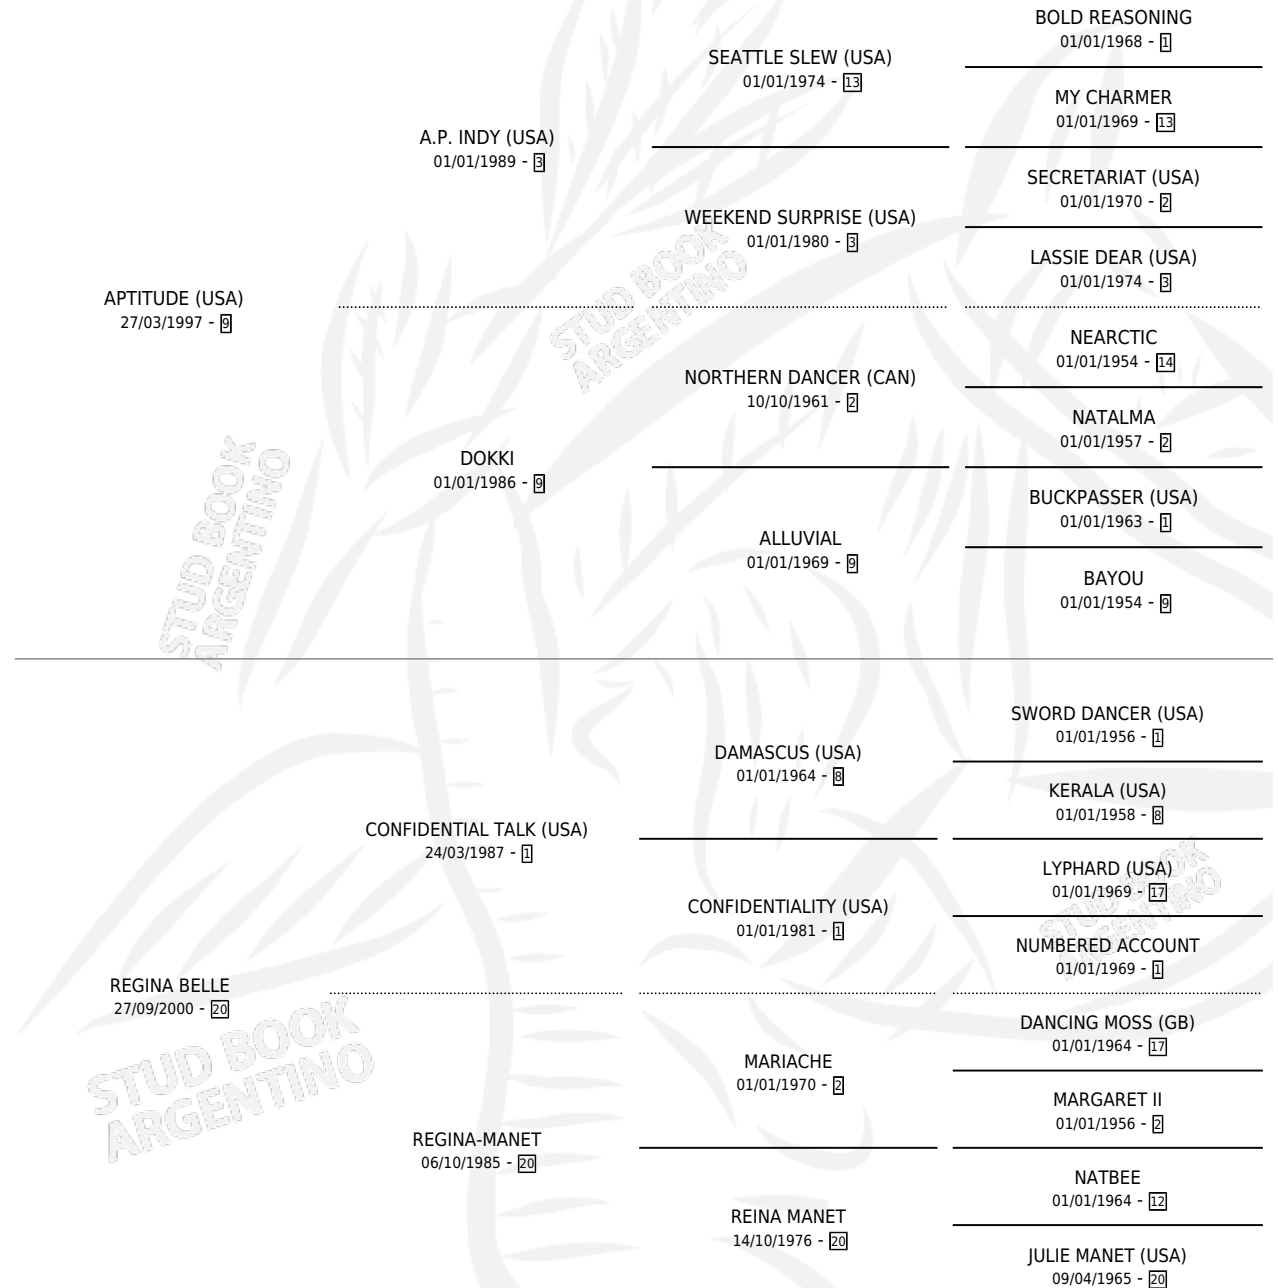 BOLD REASONING
01/01/1968 - 1
SEATTLE SLEW (USA)
01/01/1974 - 13
MY CHARMER
01/01/1969 - 13
A.P. INDY (USA)
01/01/1989 - 3
SECRETARIAT (USA)
01/01/1970 - 2
WEEKEND SURPRISE (USA)
01/01/1980 - 3
LASSIE DEAR (USA)
01/01/1974 - 3
APTITUDE (USA)
27/03/1997 - 9
STUD BOOK
ARGENTINO
NEARCTIC
01/01/1954 - 14
NORTHERN DANCER (CAN)
10/10/1961 - 2
NATALMA
01/01/1957 - 2
DOKKI
01/01/1986 - 9
BUCKPASSER (USA)
01/01/1963 - 1
ALLUVIAL
01/01/1969 - 9
BAYOU
01/01/1954 - 9
STUD BOOK
ARGENTINO
SWORD DANCER (USA)
01/01/1956 - 1
DAMASCUS (USA)
01/01/1964 - 8
KERALA (USA)
01/01/1958 - 8
CONFIDENTIAL TALK (USA)
24/03/1987 - 1
LYPHARD (USA)
01/01/1969 - 17
CONFIDENTIALITY (USA)
01/01/1981 - 1
STUD BOOK
ARGENTINO
NUMBERED ACCOUNT
01/01/1969 - 1
REGINA BELLE
27/09/2000 - 20
DANCING MOSS (GB)
01/01/1964 - 17
MARIACHE
01/01/1970 - 2
MARGARET II
01/01/1956 - 2
STUD BOOK
ARGENTINO
REGINA-MANET
06/10/1985 - 20
NATBEE
01/01/1964 - 12
REINA MANET
14/10/1976 - 20
JULIE MANET (USA)
09/04/1965 - 20